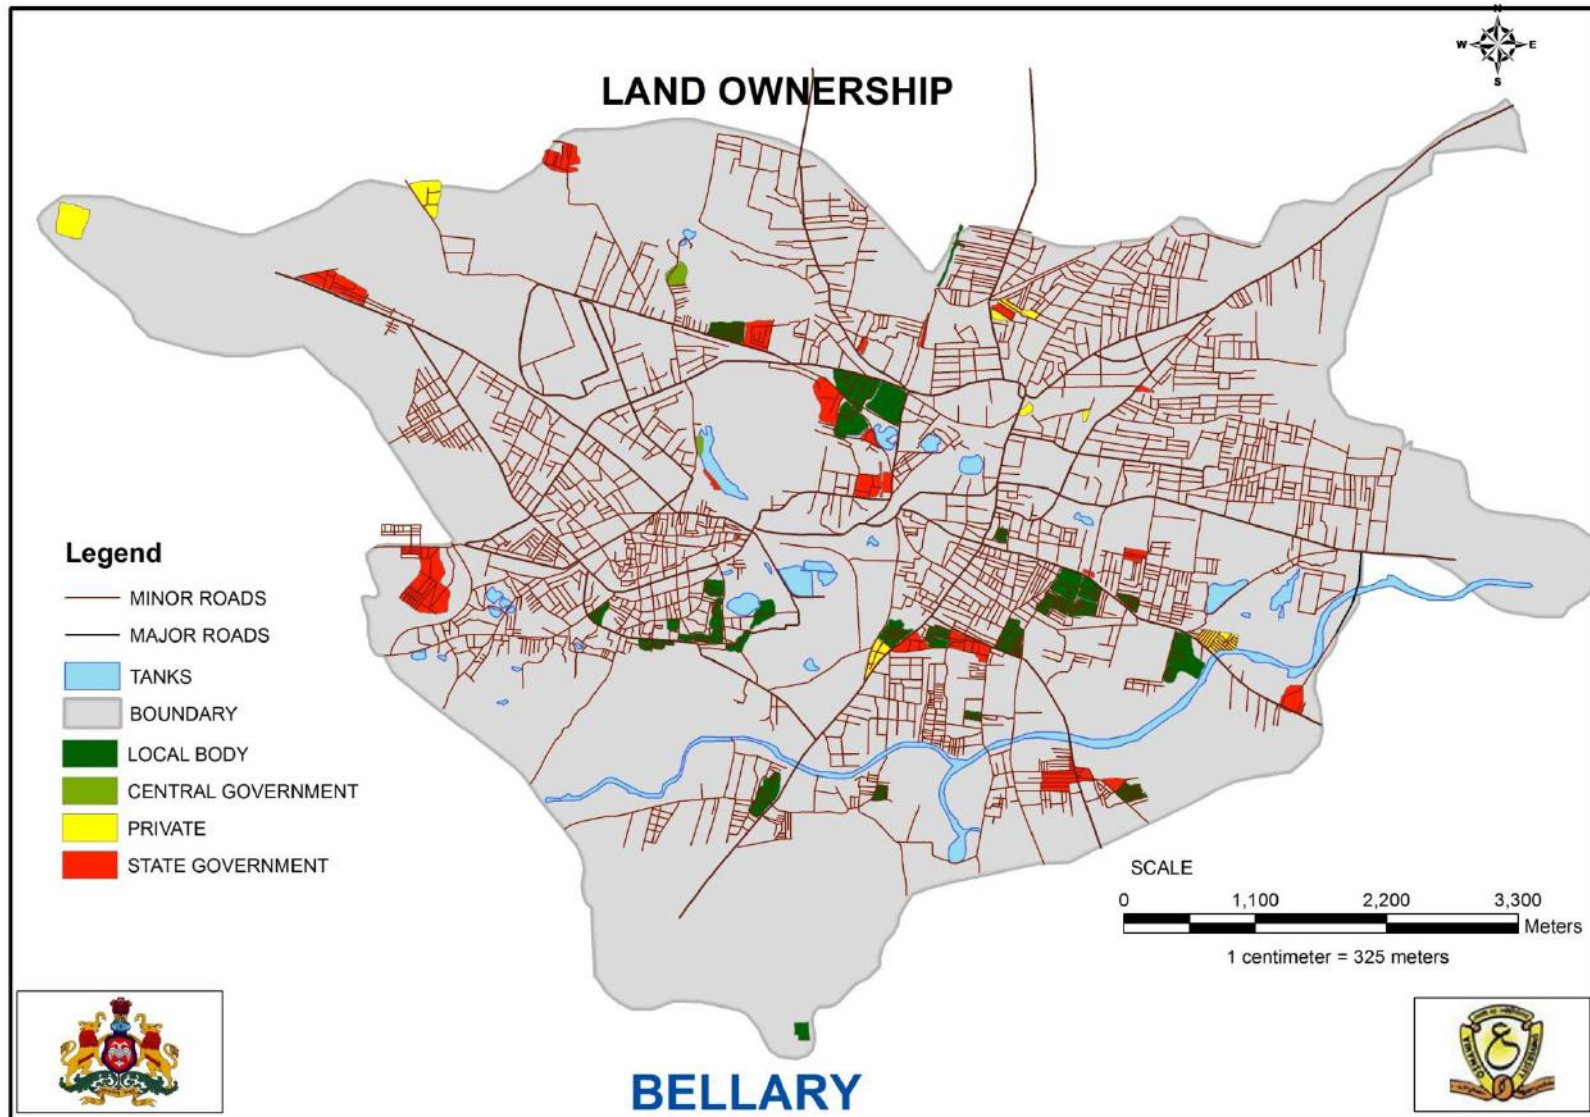 N
W E
S
LAND OWNERSHIP
Legend
MINOR ROADS
MAJOR ROADS
TANKS
BOUNDARY
LOCAL BODY
CENTRAL GOVERNMENT
PRIVATE
STATE GOVERNMENT
SCALE
0 1,100 2,200 3,300
Meters
1 centimeter = 325 meters
BELLARY